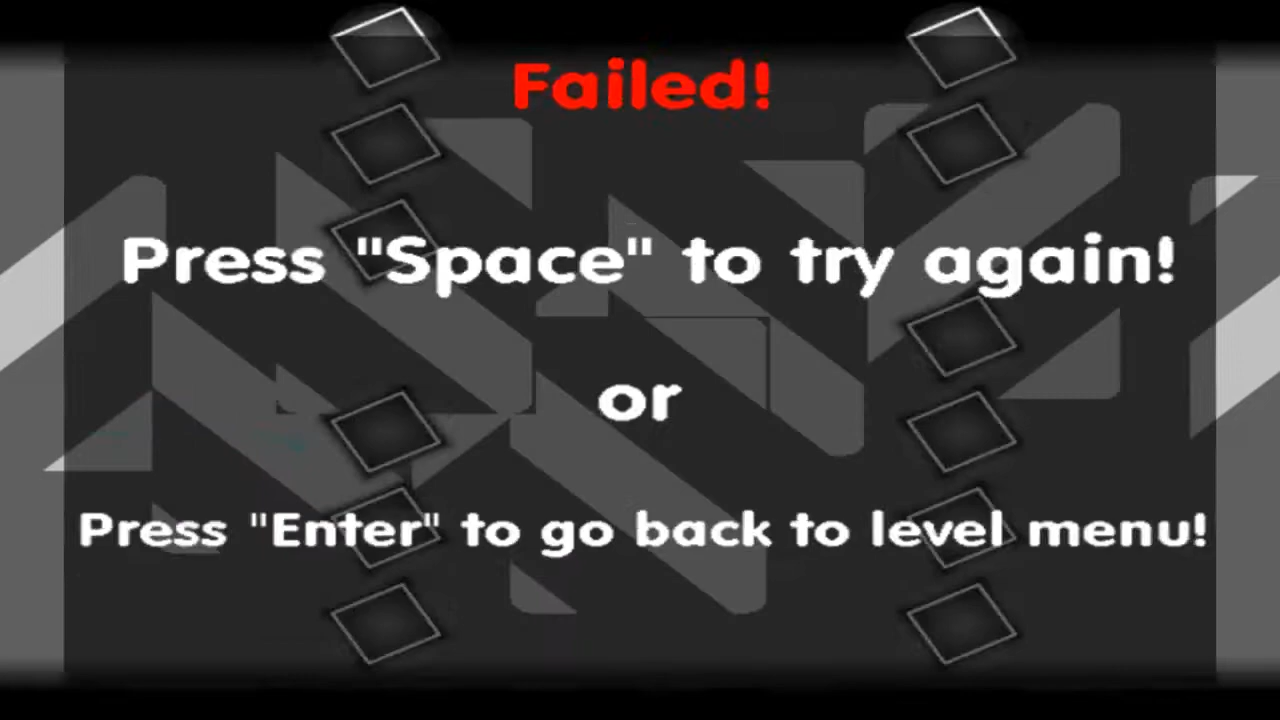 Failed!
Press "Space" to try again!
or
Press "Enter" to go back to level menu!